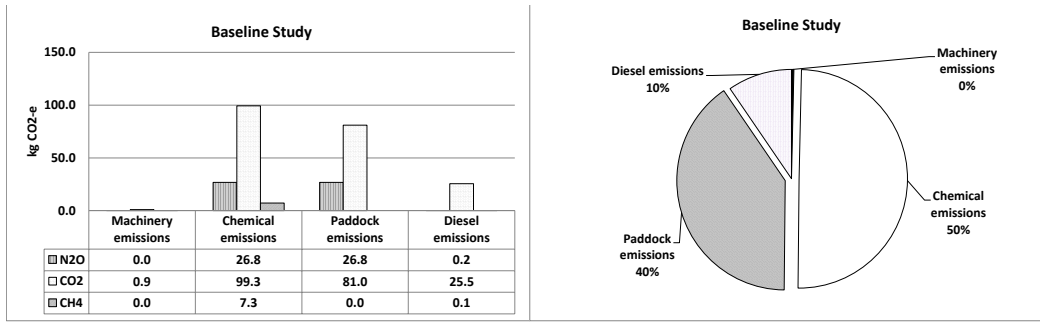 Baseline Study
150.0
100.0
50.0
0.0
kg CO2-e
Machinery emissions Chemical emissions Paddock emissions Diesel emissions
N2O 0.0 26.8 26.8 0.2
CO2 0.9 99.3 81.0 25.5
CH4 0.0 7.3 0.0 0.1
Baseline Study
Machinery
emissions
0%
Diesel emissions
10%
Chemical
emissions
50%
Paddock
emissions
40%